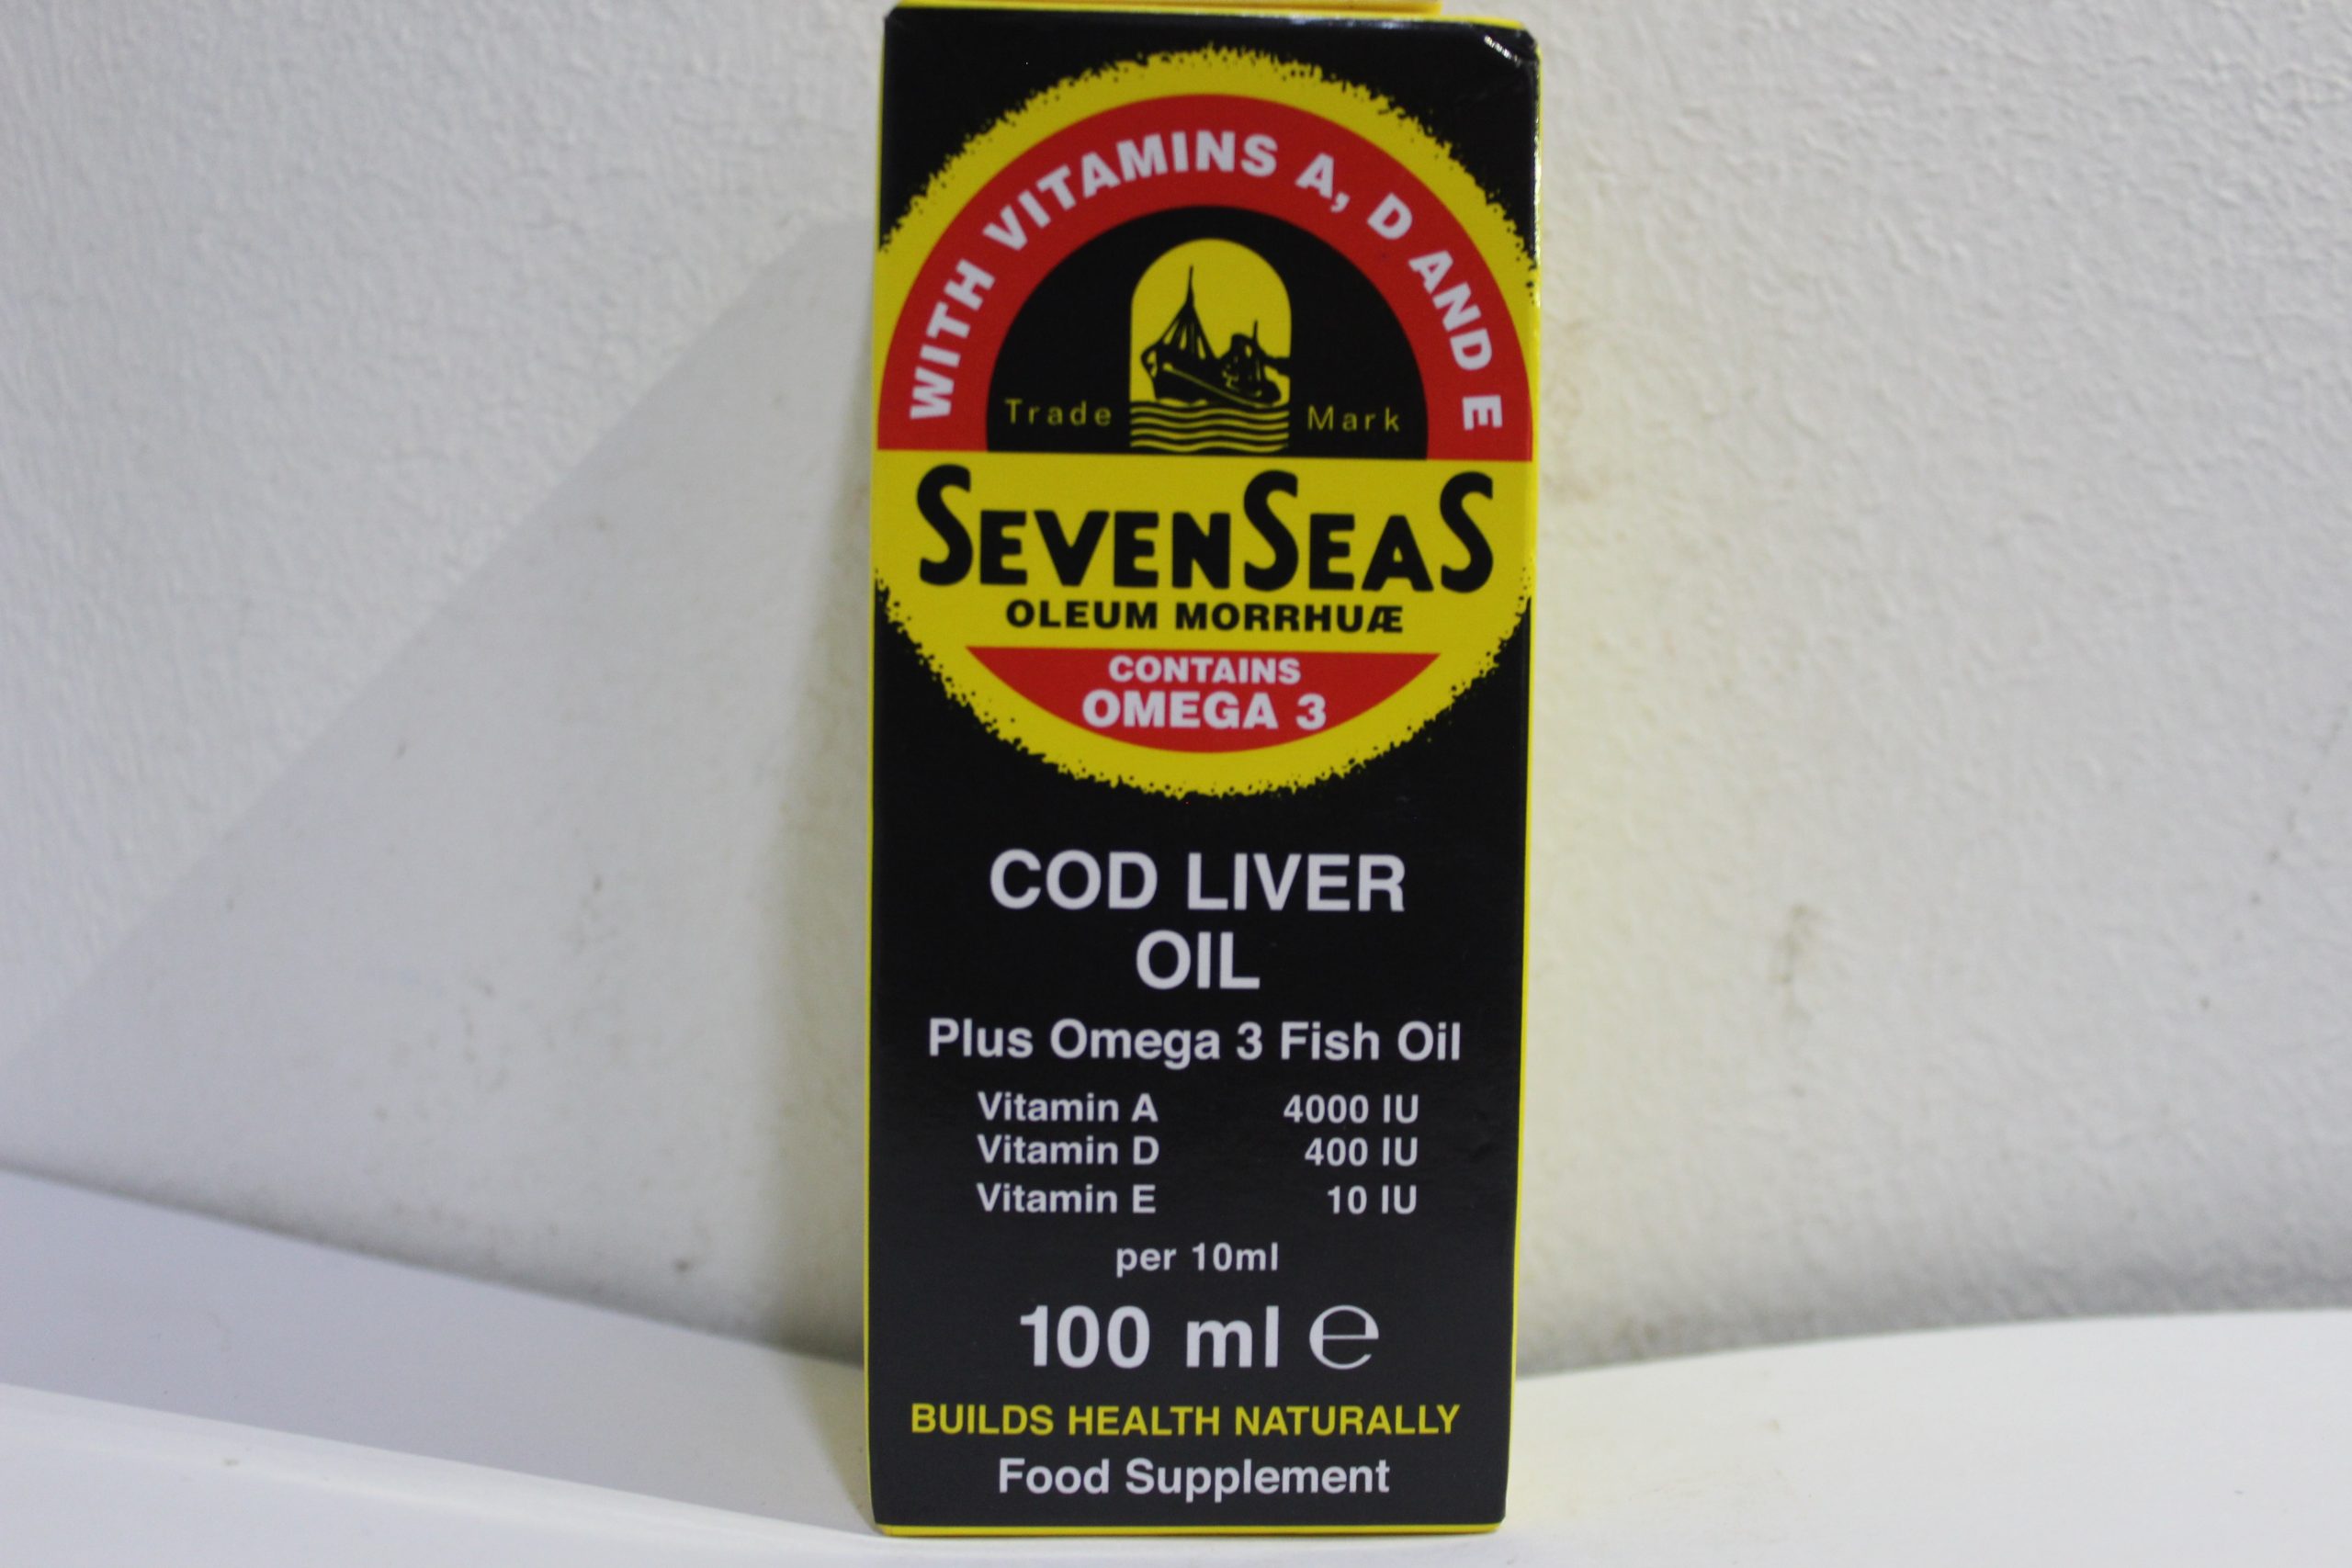 WITH VITAMINS A, D AND E
Trade Mark
SEVENSEAS
OLEUM MORRHUÆ
CONTAINS
OMEGA 3
COD LIVER
OIL
Plus Omega 3 Fish Oil
Vitamin A 4000 IU
Vitamin D 400 IU
Vitamin E 10 IU
per 10ml
100 ml ℮
BUILDS HEALTH NATURALLY
Food Supplement